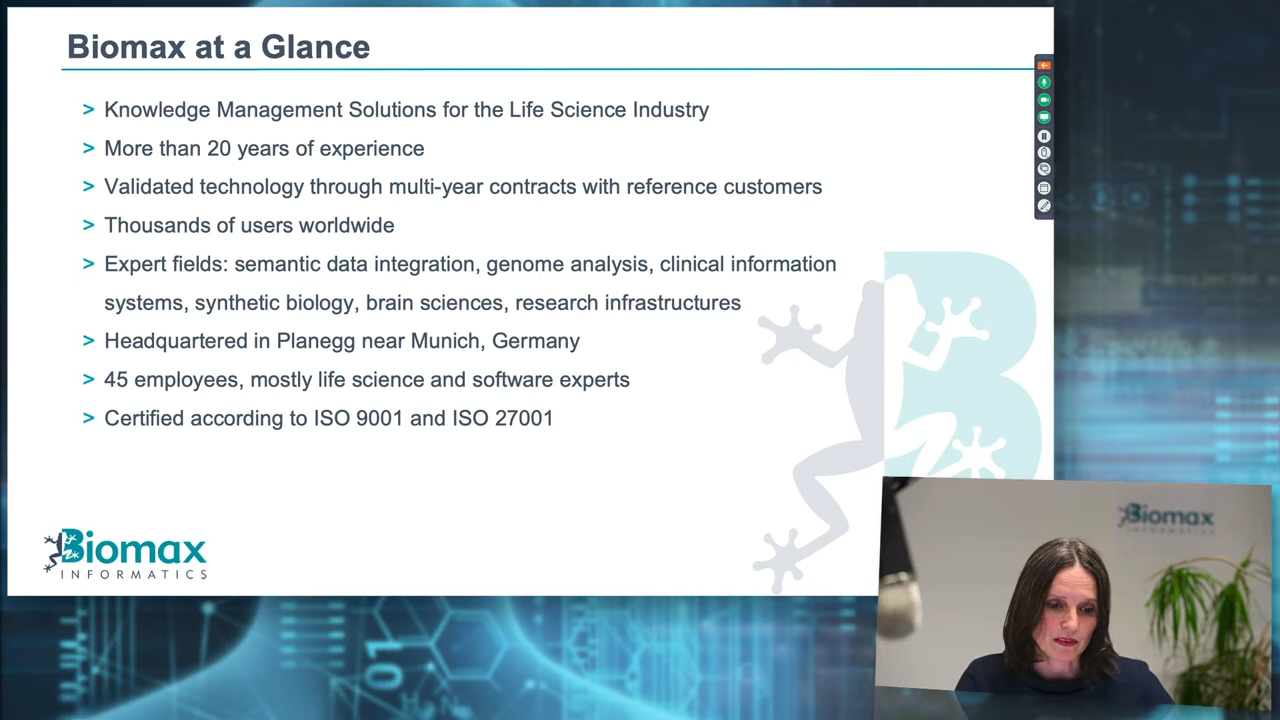 Biomax at a Glance
> Knowledge Management Solutions for the Life Science Industry
> More than 20 years of experience
> Validated technology through multi-year contracts with reference customers
> Thousands of users worldwide
> Expert fields: semantic data integration, genome analysis, clinical information
systems, synthetic biology, brain sciences, research infrastructures
> Headquartered in Planegg near Munich, Germany
> 45 employees, mostly life science and software experts
> Certified according to ISO 9001 and ISO 27001
Biomax
INFORMATICS
Biomax
INFORMATICS
01